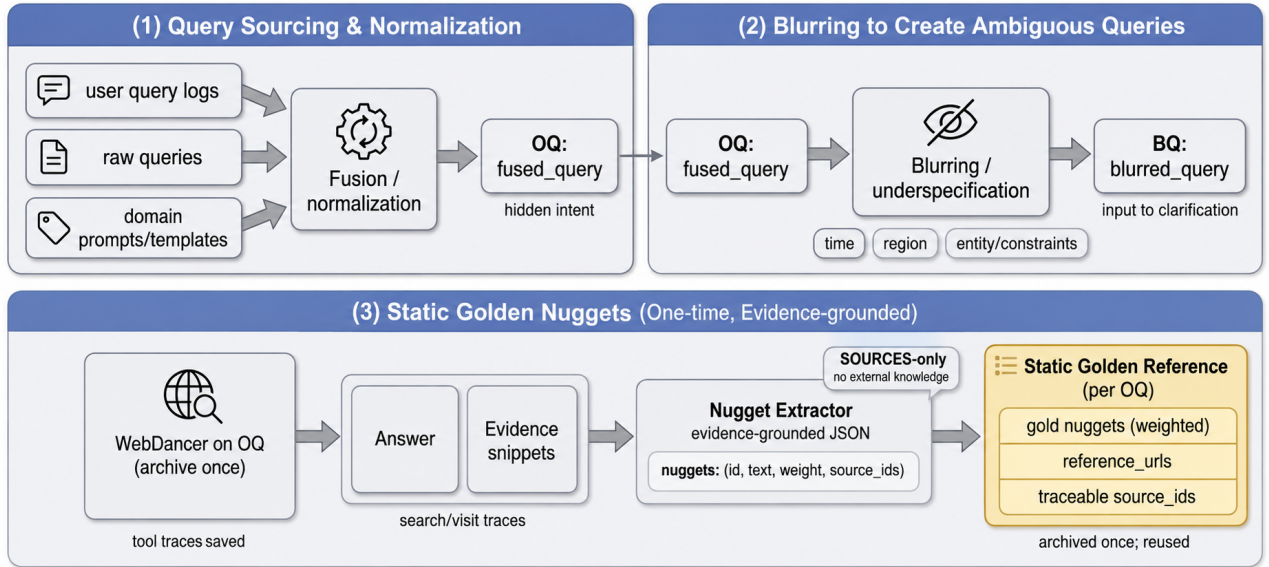 (1) Query Sourcing & Normalization
user query logs
raw queries
domain
prompts/templates
Fusion /
normalization
OQ:
fused_query
hidden intent
(2) Blurring to Create Ambiguous Queries
OQ:
fused_query
Blurring /
underspecification
time
region
entity/constraints
BQ:
blurred_query
input to clarification
(3) Static Golden Nuggets (One-time, Evidence-grounded)
WebDancer on OQ
(archive once)
tool traces saved
Answer
Evidence
snippets
search/visit traces
SOURCES-only
no external knowledge
Nugget Extractor
evidence-grounded JSON
nuggets: (id, text, weight, source_ids)
Static Golden Reference
(per OQ)
gold nuggets (weighted)
reference_urls
traceable source_ids
archived once; reused